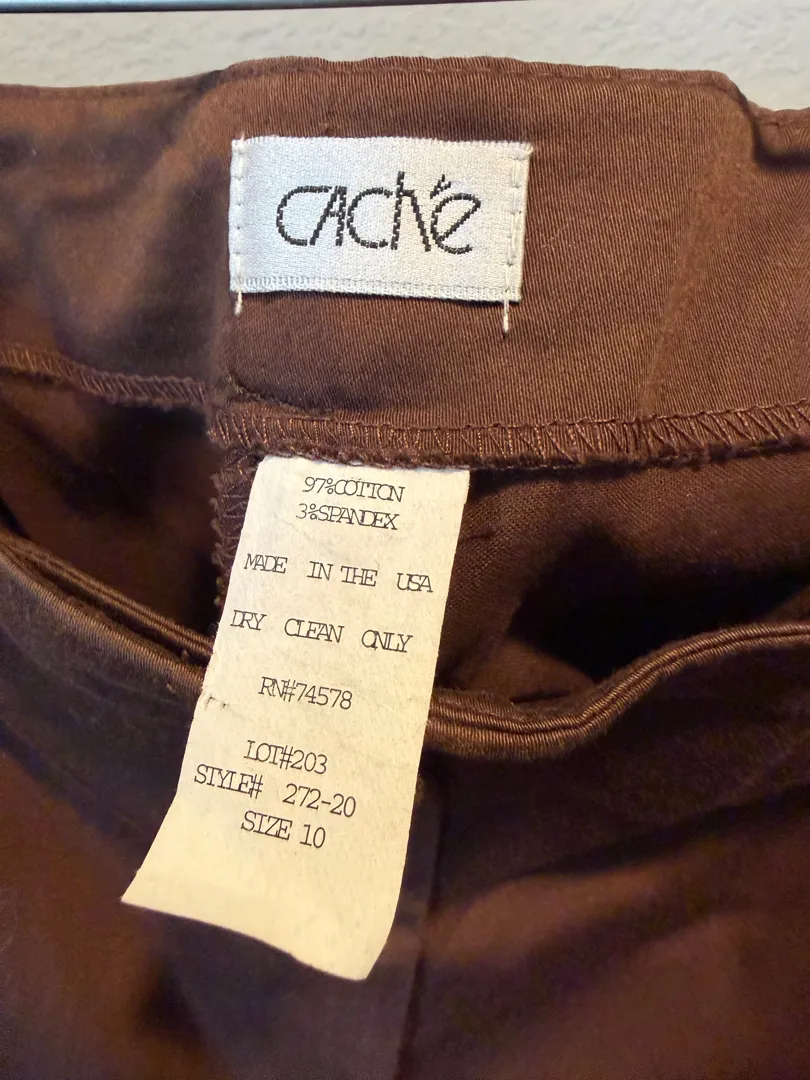 CACHÉ
97%COTTON
3%SPANDEX
MADE IN THE USA
DRY CLEAN ONLY
RN#74578
LOT#203
STYLE# 272-20
SIZE 10